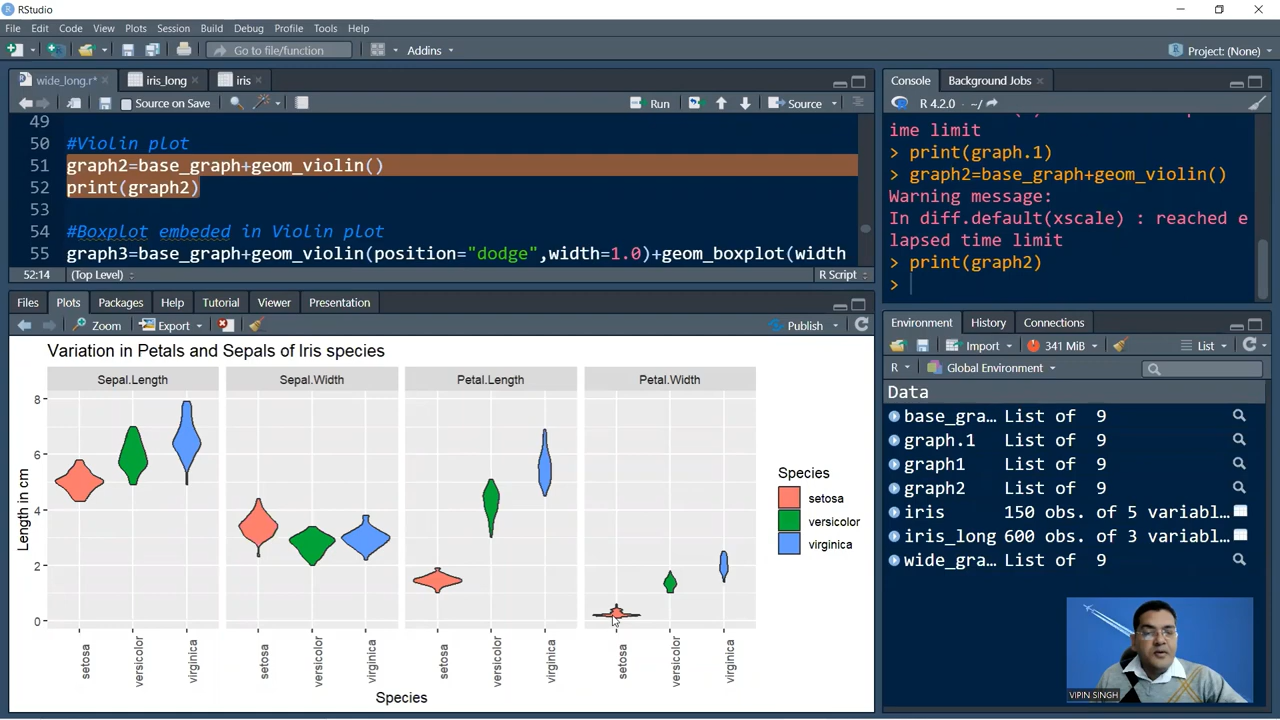 RStudio
File Edit Code View Plots Session Build Debug Profile Tools Help
Go to file/function Addins Project: (None)
wide_long.r* iris_long iris
Source on Save Run Source
49
50 #Violin plot
51 graph2=base_graph+geom_violin()
52 print(graph2)
53
54 #Boxplot embeded in Violin plot
55 graph3=base_graph+geom_violin(position="dodge",width=1.0)+geom_boxplot(width
52:14 (Top Level) R Script
Files Plots Packages Help Tutorial Viewer Presentation
Zoom Export Publish
Variation in Petals and Sepals of Iris species
Sepal.Length Sepal.Width Petal.Length Petal.Width
8
6
4
2
0
Length in cm
setosa versicolor virginica setosa versicolor virginica setosa versicolor virginica setosa versicolor virginica
Species
Species
setosa
versicolor
virginica
Console Background Jobs
R 4.2.0 · ~/
ime limit
> print(graph.1)
> graph2=base_graph+geom_violin()
Warning message:
In diff.default(xscale) : reached e
lapsed time limit
> print(graph2)
>
Environment History Connections
Import 341 MiB List
R Global Environment
Data
base_gra… List of 9
graph.1 List of 9
graph1 List of 9
graph2 List of 9
iris 150 obs. of 5 variabl…
iris_long 600 obs. of 3 variabl…
wide_gra… List of 9
VIPIN SINGH